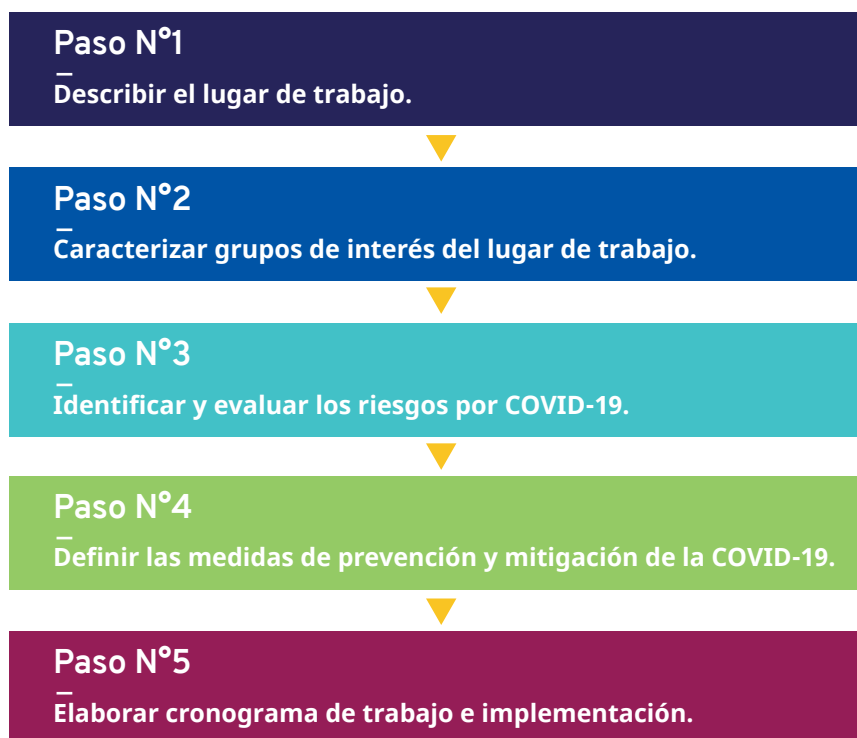 Paso N°1
Describir el lugar de trabajo.
Paso N°2
Caracterizar grupos de interés del lugar de trabajo.
Paso N°3
Identificar y evaluar los riesgos por COVID-19.
Paso N°4
Definir las medidas de prevención y mitigación de la COVID-19.
Paso N°5
Elaborar cronograma de trabajo e implementación.